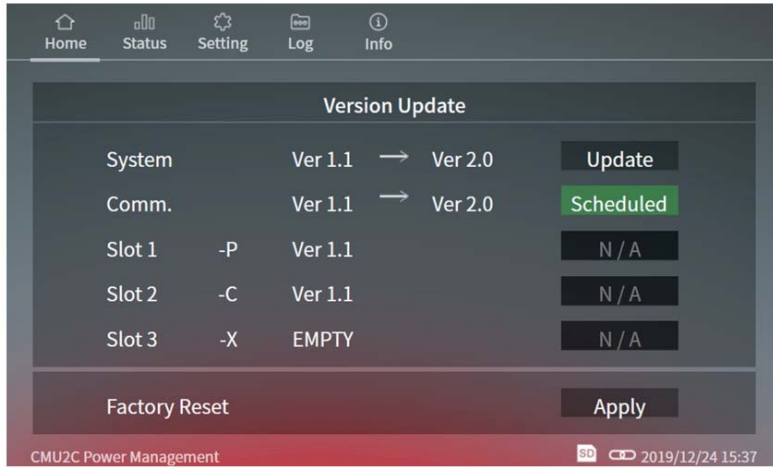 Home Status Setting Log Info
Version Update
System Ver 1.1 → Ver 2.0 Update
Comm. Ver 1.1 → Ver 2.0 Scheduled
Slot 1 -P Ver 1.1 N / A
Slot 2 -C Ver 1.1 N / A
Slot 3 -X EMPTY N / A
Factory Reset Apply
CMU2C Power Management SD 2019/12/24 15:37